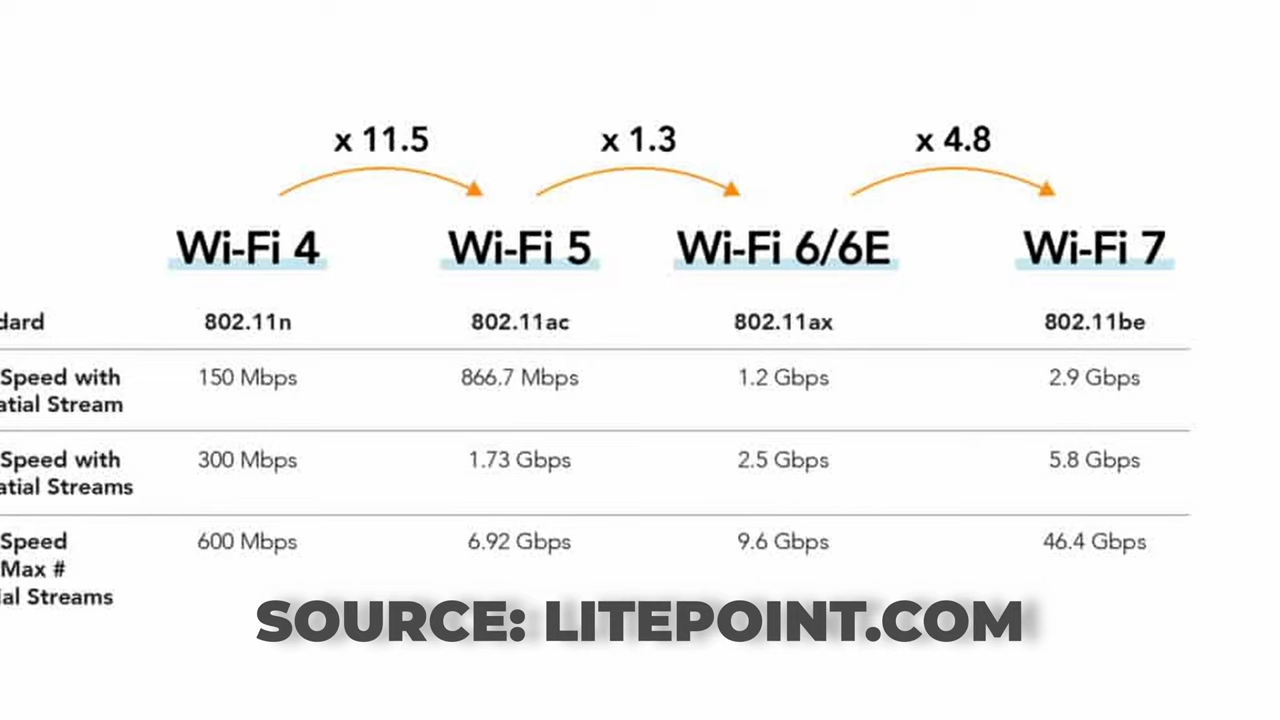 x 11.5 x 1.3 x 4.8
Wi-Fi 4 Wi-Fi 5 Wi-Fi 6/6E Wi-Fi 7
dard 802.11n 802.11ac 802.11ax 802.11be
Speed with 150 Mbps 866.7 Mbps 1.2 Gbps 2.9 Gbps
atial Stream
Speed with 300 Mbps 1.73 Gbps 2.5 Gbps 5.8 Gbps
atial Streams
Speed 600 Mbps 6.92 Gbps 9.6 Gbps 46.4 Gbps
Max #
ial Streams
SOURCE: LITEPOINT.COM